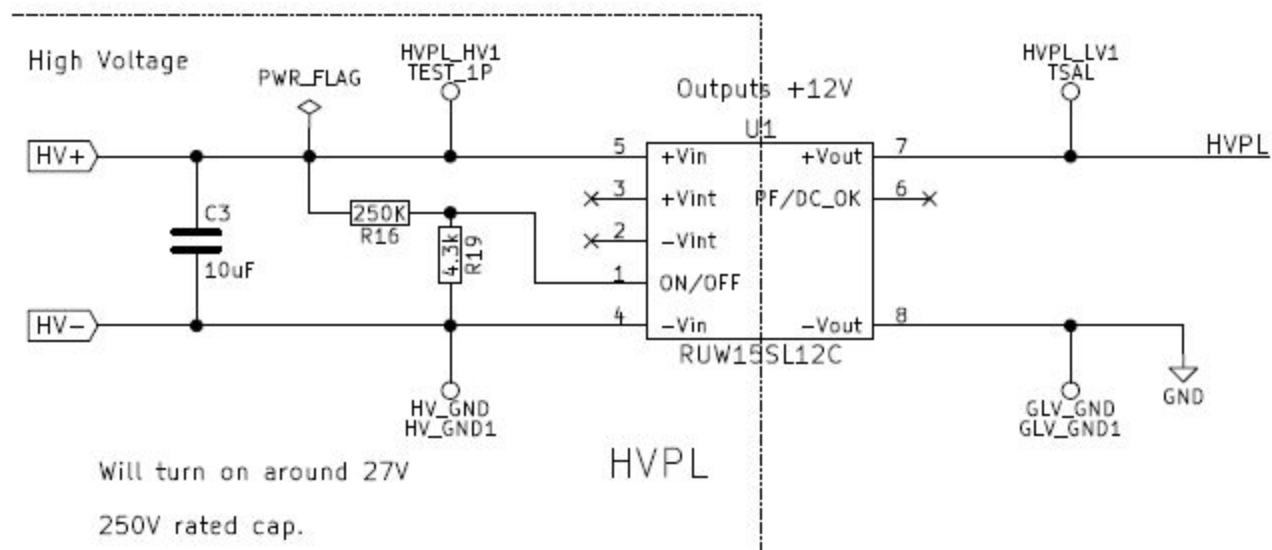 High Voltage
PWR_FLAG
HVPL_HV1
TEST_1P
HVPL_LV1
TSAL
Outputs +12V
U1
HV+
5
+Vin
+Vout
7
HVPL
3
+Vint
PF/DC_OK
6
2
-Vint
C3
10uF
250K
R16
4.3k
R19
1
ON/OFF
HV-
4
-Vin
-Vout
8
RUW15SL12C
HV_GND
HV_GND1
GLV_GND
GLV_GND1
GND
HVPL
Will turn on around 27V
250V rated cap.